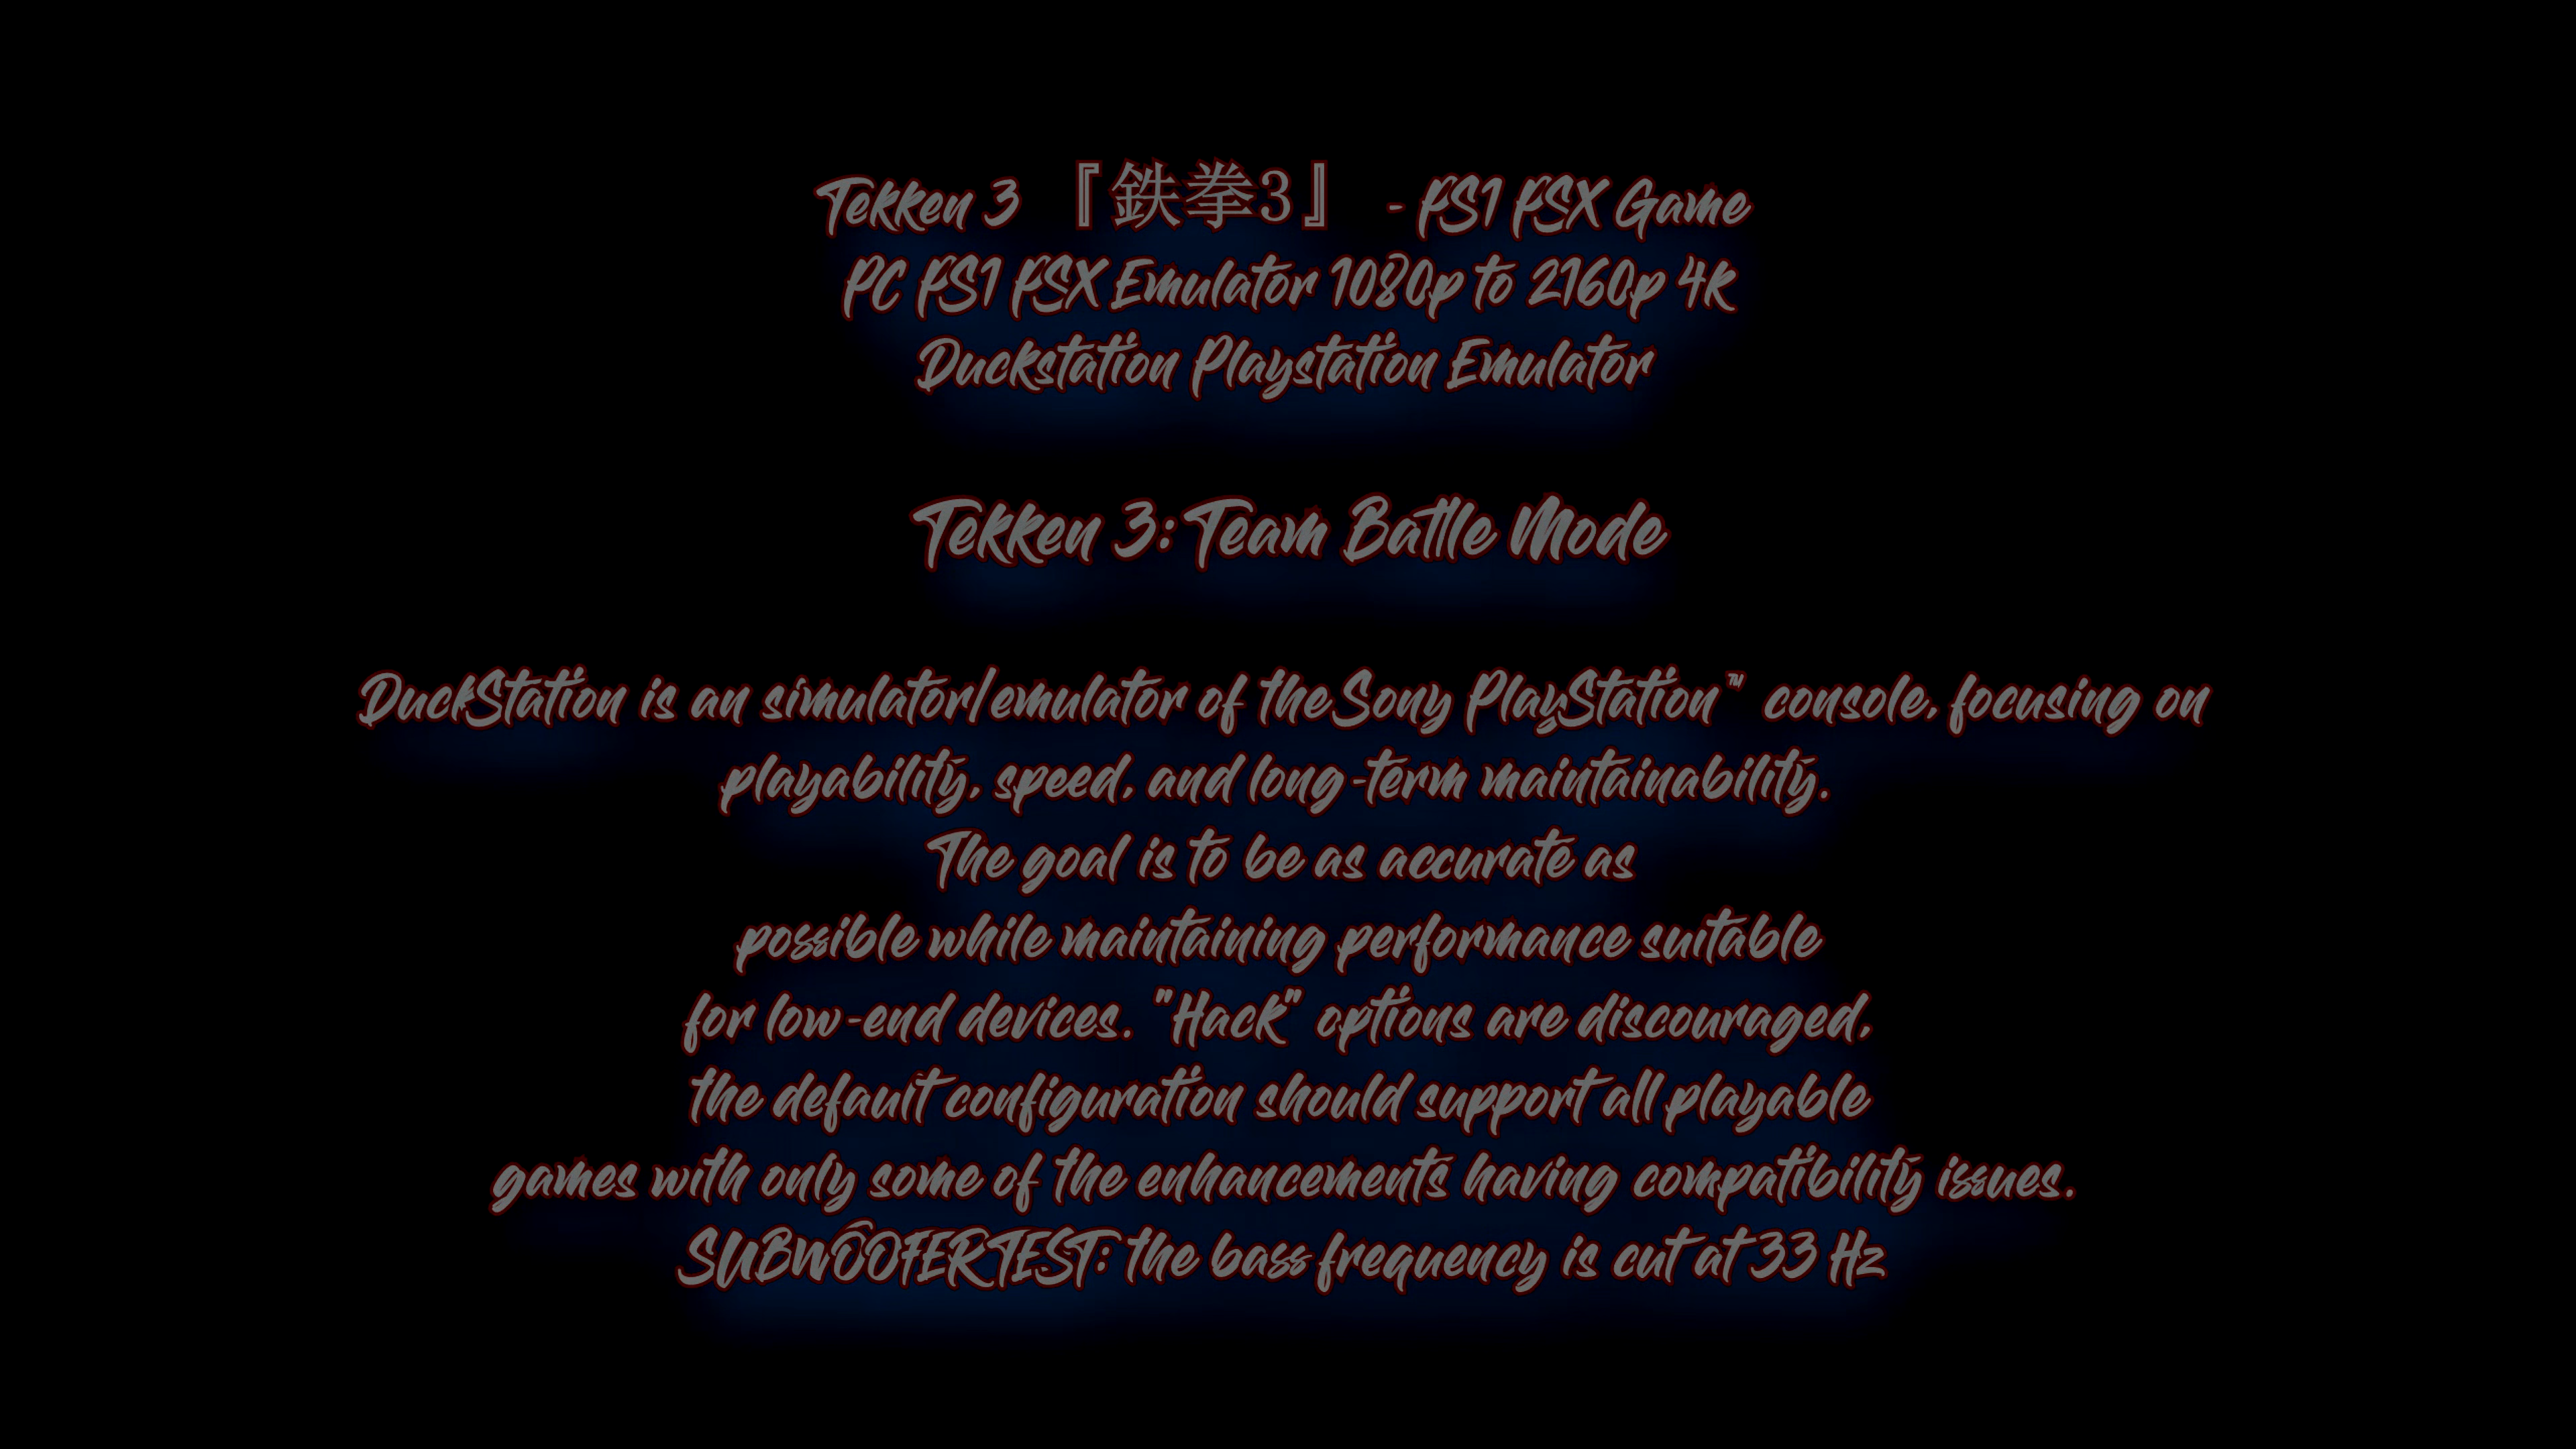 Tekken 3 『鉄拳3』 - PS1 PSX Game
PC PS1 PSX Emulator 1080p to 2160p 4k
Duckstation Playstation Emulator
Tekken 3: Team Battle Mode
DuckStation is an simulator/emulator of the Sony PlayStation™ console, focusing on
playability, speed, and long-term maintainability.
The goal is to be as accurate as
possible while maintaining performance suitable
for low-end devices. "Hack" options are discouraged,
the default configuration should support all playable
games with only some of the enhancements having compatibility issues.
SUBWOOFER TEST: the bass frequency is cut at 33 Hz